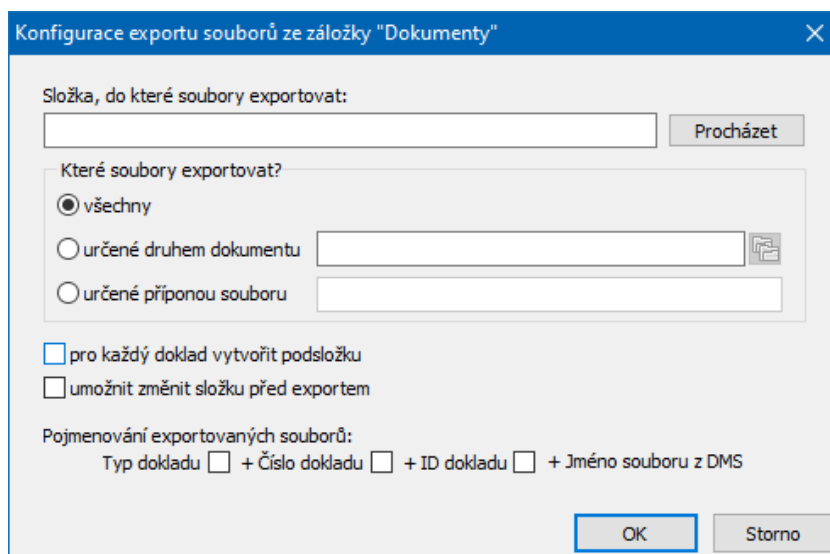 Konfigurace exportu souborů ze záložky "Dokumenty"
Složka, do které soubory exportovat:
Procházet
Které soubory exportovat?
všechny
určené druhem dokumentu
určené příponou souboru
pro každý doklad vytvořit podsložku
umožnit změnit složku před exportem
Pojmenování exportovaných souborů:
Typ dokladu + Číslo dokladu + ID dokladu + Jméno souboru z DMS
OK Storno